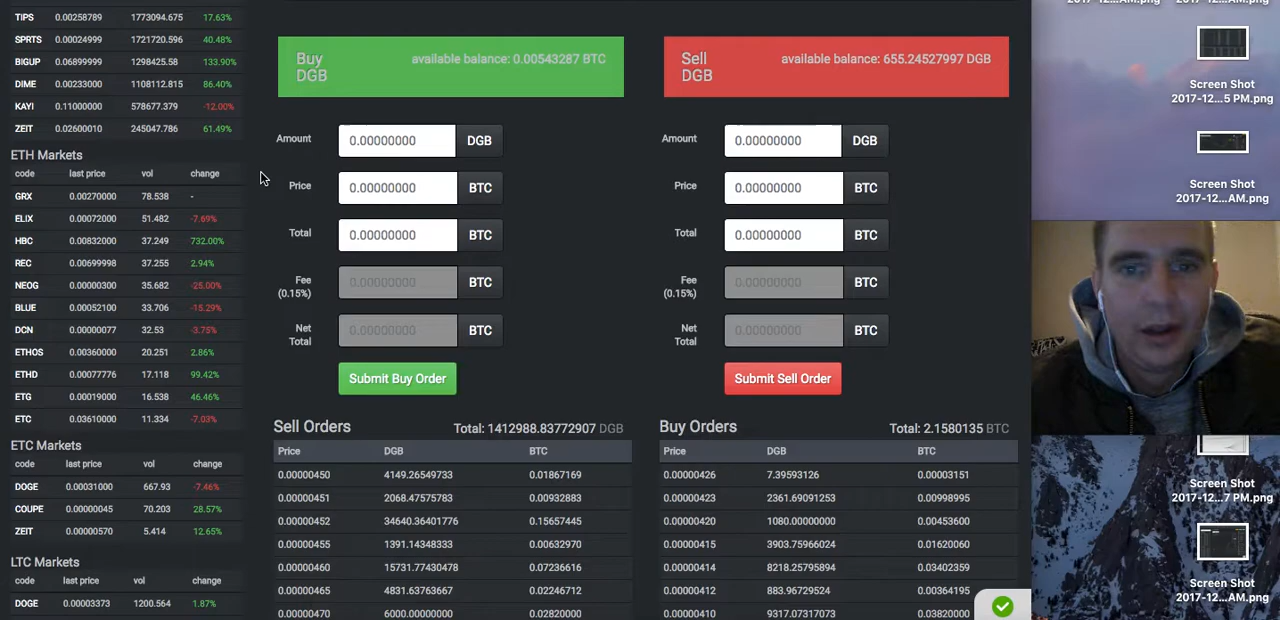 TIPS 0.00258789 1773094.675 17.63%
SPRTS 0.00024999 1721720.596 40.48%
BIGUP 0.06899999 1298425.58 133.90%
DIME 0.00233000 1108112.815 86.40%
KAYI 0.11000000 578677.379 -12.00%
ZEIT 0.02600010 245047.786 61.49%
ETH Markets
code last price vol change
GRX 0.00270000 78.538 -
ELIX 0.00072000 51.482 -7.69%
HBC 0.00832000 37.249 732.00%
REC 0.00699998 37.255 2.94%
NEOG 0.00000300 35.682 -25.00%
BLUE 0.00052100 33.706 -15.29%
DCN 0.00000077 32.53 -3.75%
ETHOS 0.00360000 20.251 2.86%
ETHD 0.00077776 17.118 99.42%
ETG 0.00019000 16.538 46.46%
ETC 0.03610000 11.334 -7.03%
ETC Markets
code last price vol change
DOGE 0.00031000 667.93 -7.46%
COUPE 0.00000045 70.203 28.57%
ZEIT 0.00000570 5.414 12.65%
LTC Markets
code last price vol change
DOGE 0.00003373 1200.564 1.87%
Buy DGB available balance: 0.00543287 BTC
Amount 0.00000000 DGB
Price 0.00000000 BTC
Total 0.00000000 BTC
Fee (0.15%) 0.00000000 BTC
Net Total 0.00000000 BTC
Submit Buy Order
Sell DGB available balance: 655.24527997 DGB
Amount 0.00000000 DGB
Price 0.00000000 BTC
Total 0.00000000 BTC
Fee (0.15%) 0.00000000 BTC
Net Total 0.00000000 BTC
Submit Sell Order
Sell Orders Total: 1412988.83772907 DGB
Price DGB BTC
0.00000450 4149.26549733 0.01867169
0.00000451 2068.47575783 0.00932883
0.00000452 34640.36401776 0.15657445
0.00000455 1391.14348333 0.00632970
0.00000460 15731.77430478 0.07236616
0.00000465 4831.63763667 0.02246712
0.00000470 6000.00000000 0.02820000
Buy Orders Total: 2.1580135 BTC
Price DGB BTC
0.00000426 7.39593126 0.00003151
0.00000423 2361.69091253 0.00998995
0.00000420 1080.00000000 0.00453600
0.00000415 3903.75966024 0.01620060
0.00000414 8218.25795894 0.03402359
0.00000412 883.96729524 0.00364195
0.00000410 9317.07317073 0.03820000
Screen Shot
2017-12...5 PM.png
Screen Shot
2017-12...AM.png
Screen Shot
2017-12...7 PM.png
Screen Shot
2017-12...AM.png